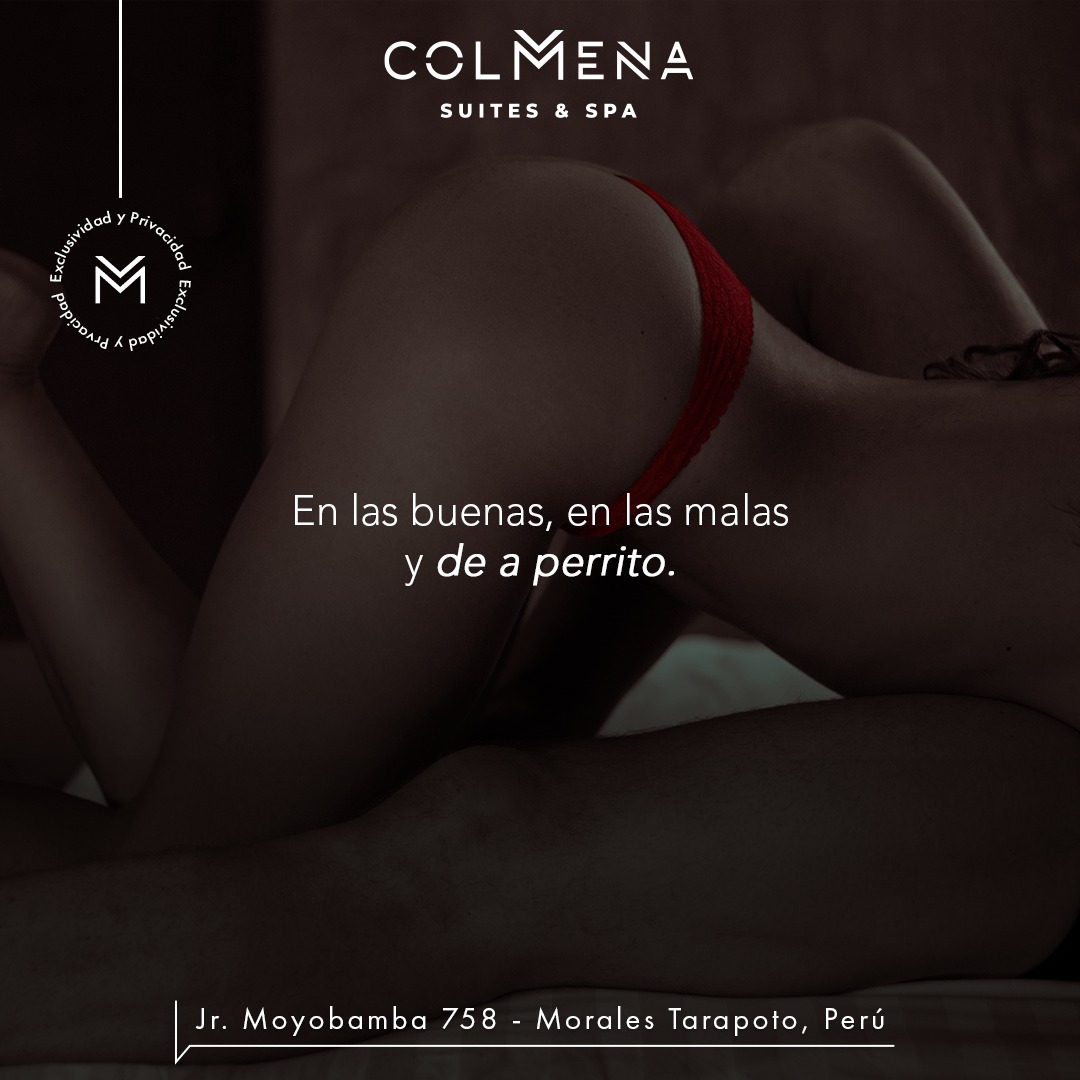 COLMENA
SUITES & SPA
Exclusividad y Privacidad Exclusividad y Prvacidad
M
En las buenas, en las malas
y de a perrito.
Jr. Moyobamba 758 - Morales Tarapoto, Perú